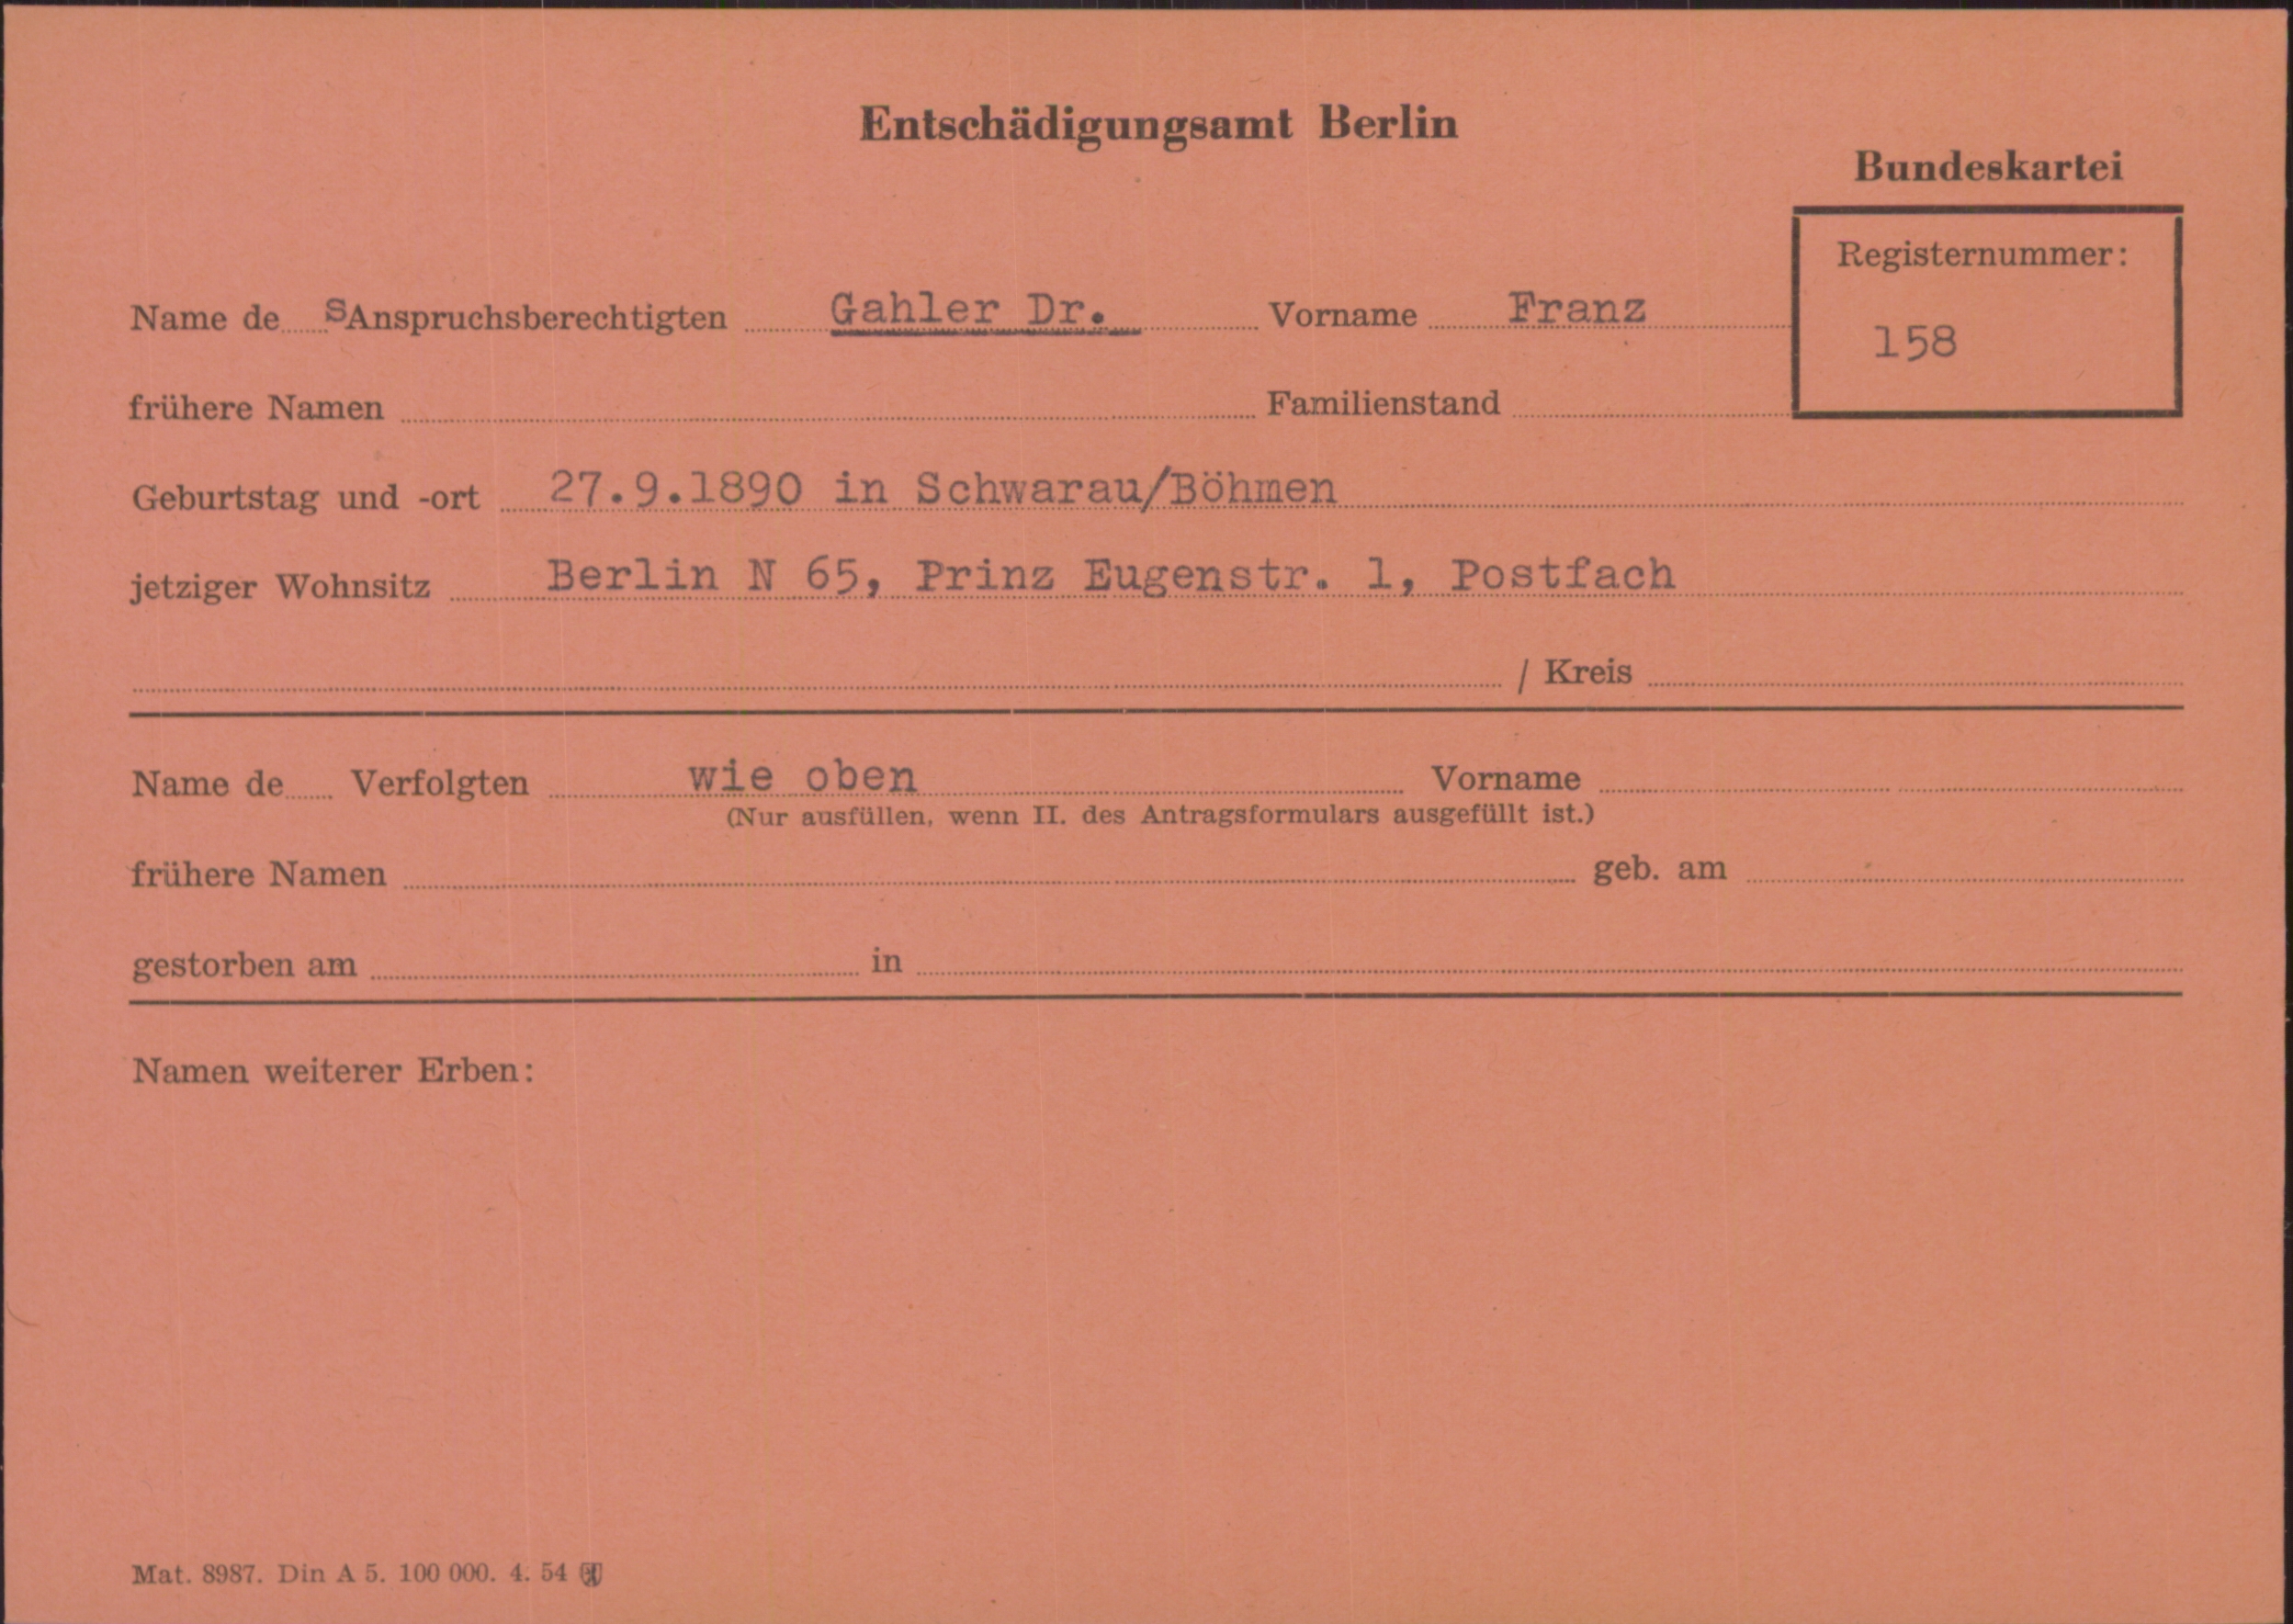 Entschädigungsamt Berlin
Bundeskartei
Registernummer:
158
Name des Anspruchsberechtigten Gahler Dr. Vorname Franz
frühere Namen Familienstand
Geburtstag und -ort 27.9.1890 in Schwarau/Böhmen
jetziger Wohnsitz Berlin N 65, Prinz Eugenstr. 1, Postfach
/ Kreis
Name de Verfolgten wie oben Vorname
(Nur ausfüllen, wenn II. des Antragsformulars ausgefüllt ist.)
frühere Namen geb. am
gestorben am in
Namen weiterer Erben:
Mat. 8987. Din A 5. 100 000. 4. 54